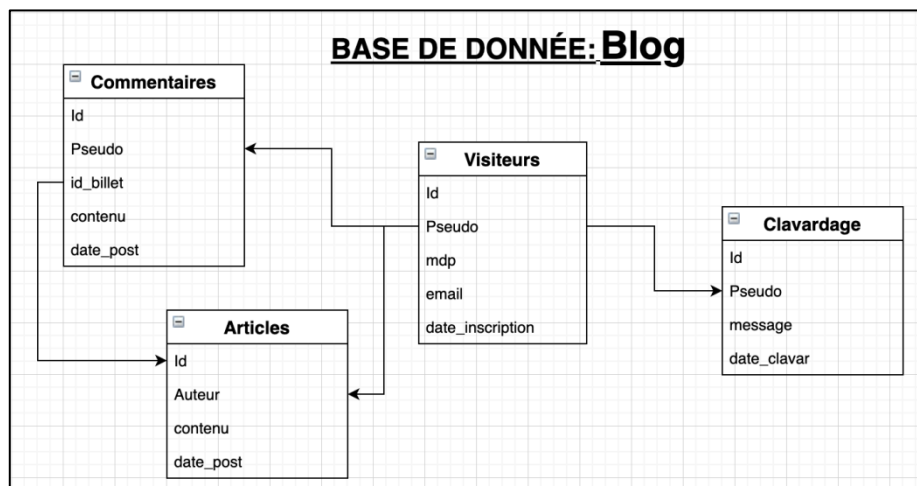 BASE DE DONNÉE: Blog
Commentaires
Id
Pseudo
id_billet
contenu
date_post
Visiteurs
Id
Pseudo
mdp
email
date_inscription
Clavardage
Id
Pseudo
message
date_clavar
Articles
Id
Auteur
contenu
date_post